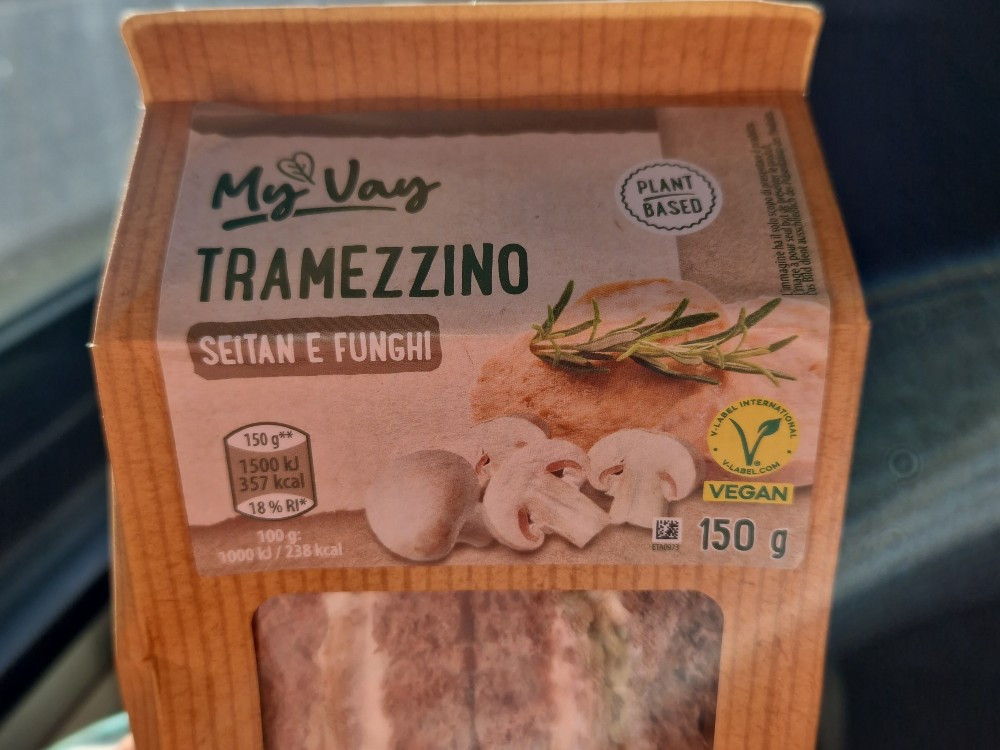 My Vay
PLANT
BASED
TRAMEZZINO
SEITAN E FUNGHI
150 g**
1500 kJ
357 kcal
18 % RI*
100 g:
1000 kJ / 238 kcal
V-LABEL INTERNATIONAL
V-LABEL.COM
VEGAN
150 g